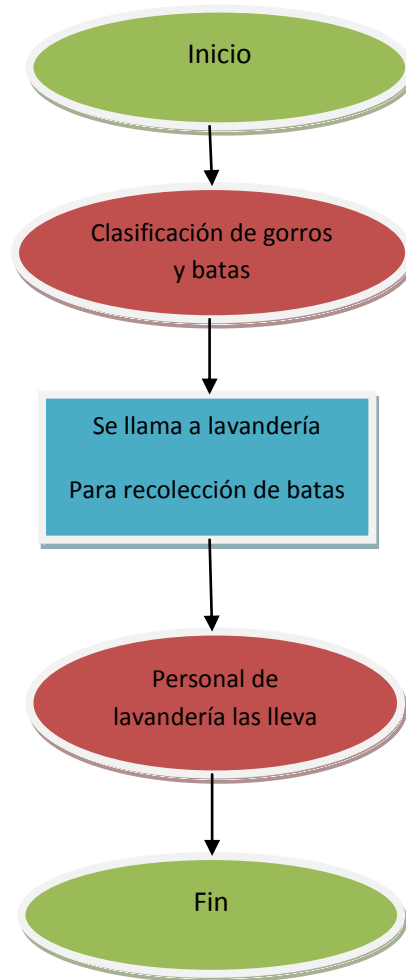 Inicio
Clasificación de gorros
y batas
Se llama a lavandería
Para recolección de batas
Personal de
lavandería las lleva
Fin